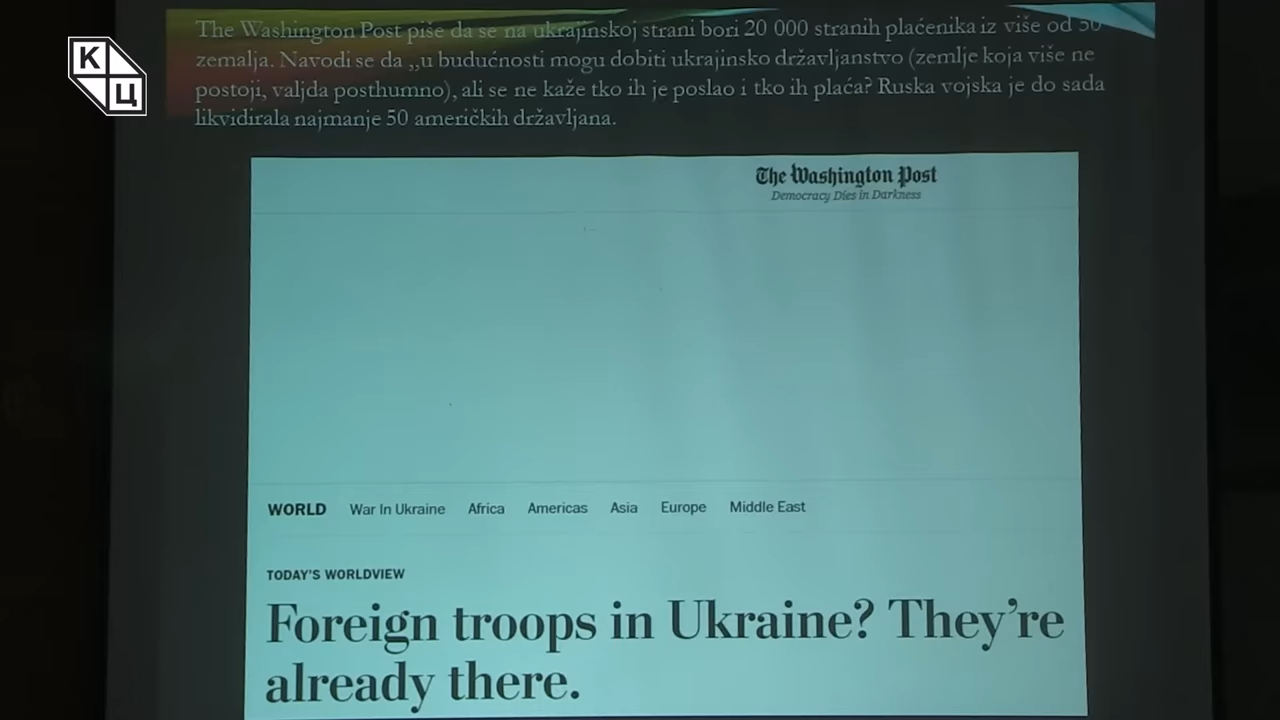 The Washington Post piše da se na ukrajinskoj strani bori 20 000 stranih plaćenika iz više od 50
zemalja. Navodi se da ,,u budućnosti mogu dobiti ukrajinsko državljanstvo (zemlje koja više ne
postoji, valjda posthumno), ali se ne kaže tko ih je poslao i tko ih plaća? Ruska vojska je do sada
likvidirala najmanje 50 američkih državljana.
К
Ц
The Washington Post
Democracy Dies in Darkness
WORLD War In Ukraine Africa Americas Asia Europe Middle East
TODAY'S WORLDVIEW
Foreign troops in Ukraine? They're
already there.